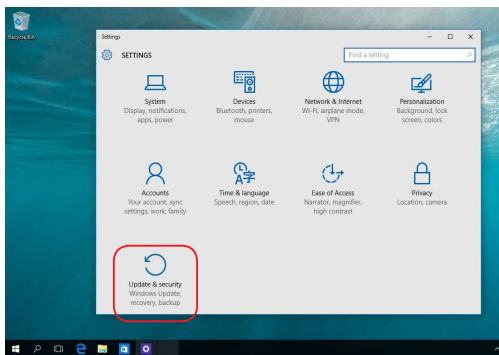 Recycle Bin
Settings
SETTINGS
Find a setting
System
Display, notifications,
apps, power
Devices
Bluetooth, printers,
mouse
Network & Internet
Wi-Fi, airplane mode,
VPN
Personalization
Background, lock
screen, colors
Accounts
Your account, sync
settings, work, family
Time & language
Speech, region, date
Ease of Access
Narrator, magnifier,
high contrast
Privacy
Location, camera
Update & security
Windows Update,
recovery, backup